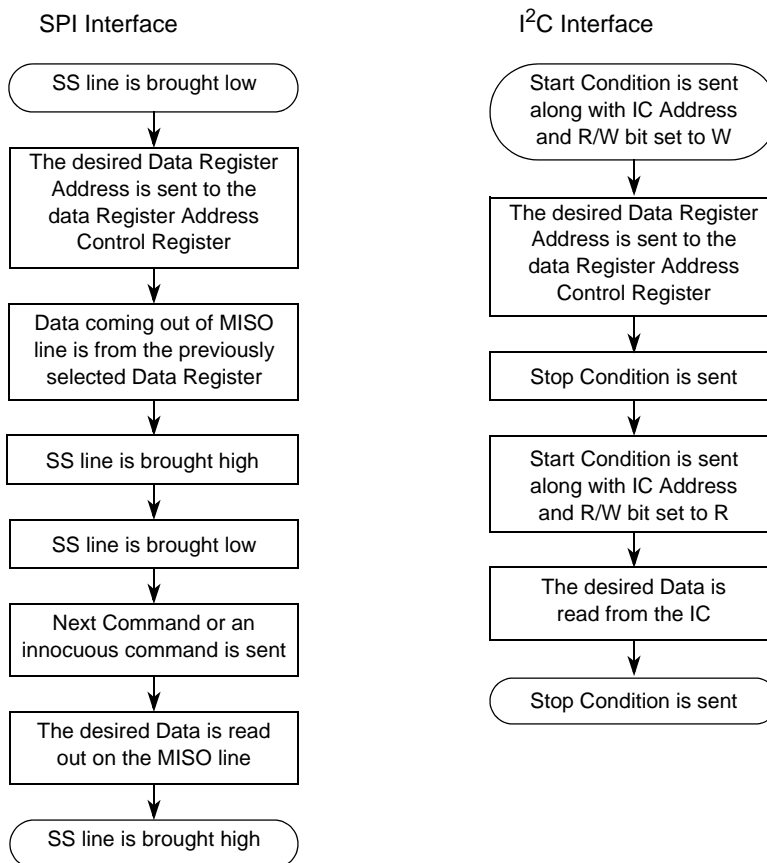 SPI Interface
SS line is brought low
The desired Data Register
Address is sent to the
data Register Address
Control Register
Data coming out of MISO
line is from the previously
selected Data Register
SS line is brought high
SS line is brought low
Next Command or an
innocuous command is sent
The desired Data is read
out on the MISO line
SS line is brought high
I²C Interface
Start Condition is sent
along with IC Address
and R/W bit set to W
The desired Data Register
Address is sent to the
data Register Address
Control Register
Stop Condition is sent
Start Condition is sent
along with IC Address
and R/W bit set to R
The desired Data is
read from the IC
Stop Condition is sent